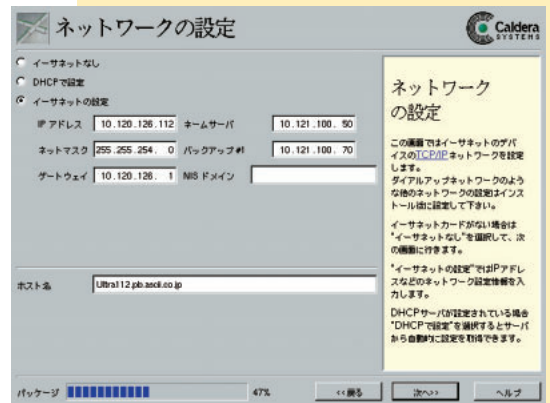 ネットワークの設定
Caldera
SYSTEMS
イーサネットなし
DHCPで設定
イーサネットの設定
IP アドレス 10.120.126.112 ネームサーバ 10.121.100. 50
ネットマスク 255.255.254. 0 バックアップ#1 10.121.100. 70
ゲートウェイ 10.120.126. 1 NIS ドメイン
ホスト名 Ultra112.pb.ascii.co.jp
ネットワーク
の設定
この画面ではイーサネットのデバ
イスのTCP/IPネットワークを設定
します。
ダイアルアップネットワークのよう
な他のネットワークの設定はインス
トール後に設定して下さい。
イーサネットカードがない場合は
"イーサネットなし"を選択して、次
の画面に行きます。
"イーサネットの設定"ではIPアドレ
スなどのネットワーク設定情報を入
力します。
DHCPサーバが設定されている場合
"DHCPで設定"を選択するとサーバ
から自動的に設定を取得できます。
パッケージ 47% <<戻る 次へ>> ヘルプ